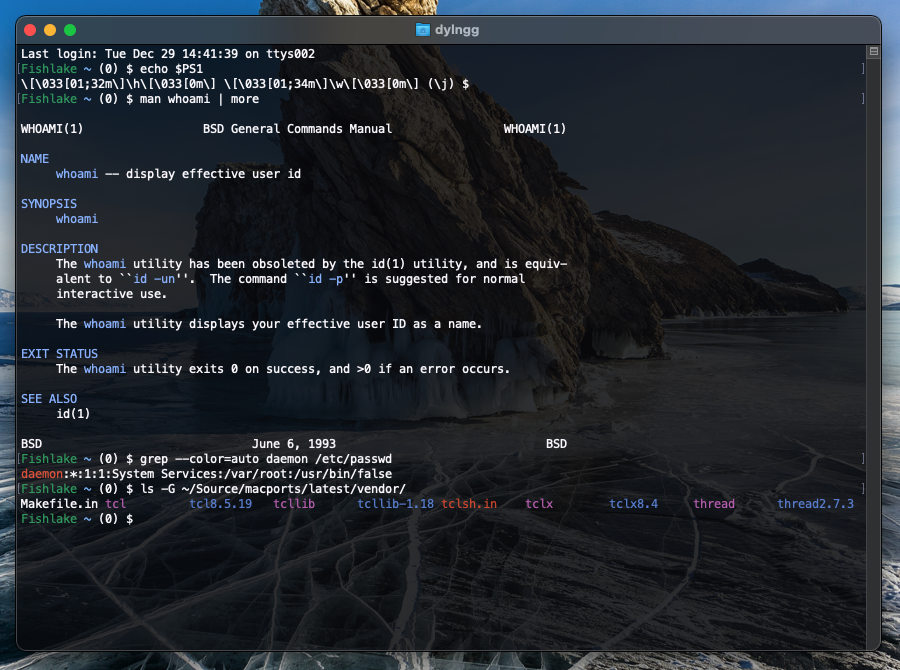 dylngg
Last login: Tue Dec 29 14:41:39 on ttys002
[Fishlake ~ (0) $ echo $PS1 ]
\[\033[01;32m\]\h\[\033[0m\] \[\033[01;34m\]\w\[\033[0m\] (\j) $
[Fishlake ~ (0) $ man whoami | more ]
WHOAMI(1)                 BSD General Commands Manual                WHOAMI(1)
NAME
     whoami -- display effective user id
SYNOPSIS
     whoami
DESCRIPTION
     The whoami utility has been obsoleted by the id(1) utility, and is equiv-
     alent to ``id -un''.  The command ``id -p'' is suggested for normal
     interactive use.
     The whoami utility displays your effective user ID as a name.
EXIT STATUS
     The whoami utility exits 0 on success, and >0 if an error occurs.
SEE ALSO
     id(1)
BSD                              June 6, 1993                              BSD
[Fishlake ~ (0) $ grep --color=auto daemon /etc/passwd ]
daemon:*:1:1:System Services:/var/root:/usr/bin/false
[Fishlake ~ (0) $ ls -G ~/Source/macports/latest/vendor/ ]
Makefile.in tcl         tcl8.5.19   tcllib      tcllib-1.18 tclsh.in    tclx        tclx8.4     thread      thread2.7.3
Fishlake ~ (0) $